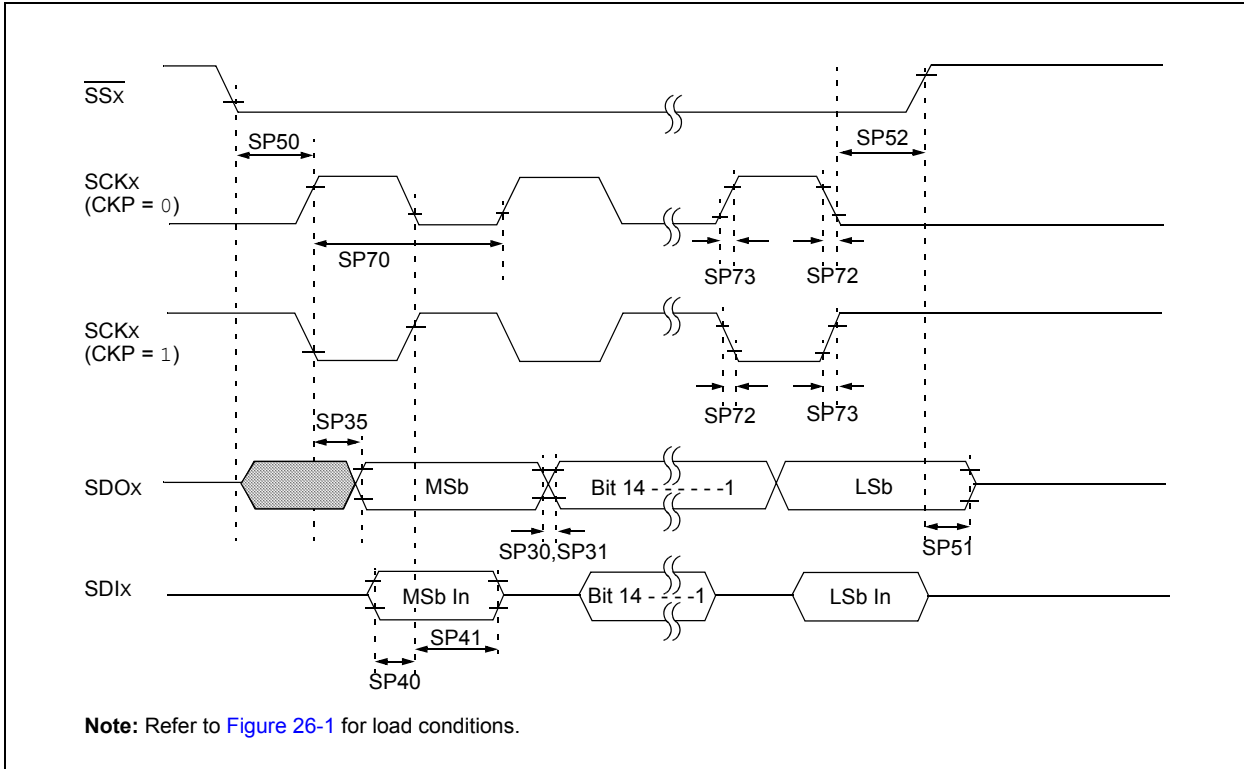 SSx
SP50
SP52
SCKx
(CKP = 0)
SP70
SP73
SP72
SCKx
(CKP = 1)
SP72
SP73
SP35
SDOx
MSb
Bit 14 - - - - - -1
LSb
SP30,SP31
SP51
SDIx
MSb In
Bit 14 - - - -1
LSb In
SP41
SP40
Note: Refer to Figure 26-1 for load conditions.